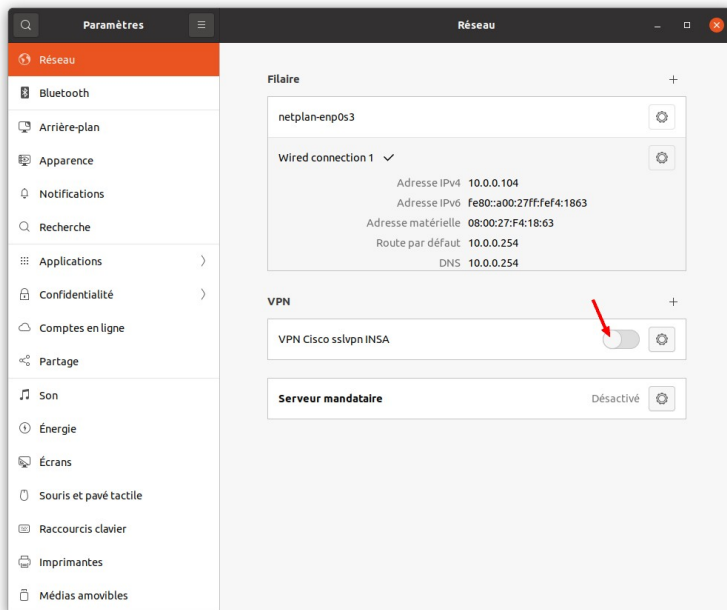 Paramètres
Réseau
Réseau
Bluetooth
Arrière-plan
Apparence
Notifications
Recherche
Applications
Confidentialité
Comptes en ligne
Partage
Son
Énergie
Écrans
Souris et pavé tactile
Raccourcis clavier
Imprimantes
Médias amovibles
Filaire
netplan-enp0s3
Wired connection 1
Adresse IPv4 10.0.0.104
Adresse IPv6 fe80::a00:27ff:fef4:1863
Adresse matérielle 08:00:27:F4:18:63
Route par défaut 10.0.0.254
DNS 10.0.0.254
VPN
VPN Cisco sslvpn INSA
Serveur mandataire Désactivé